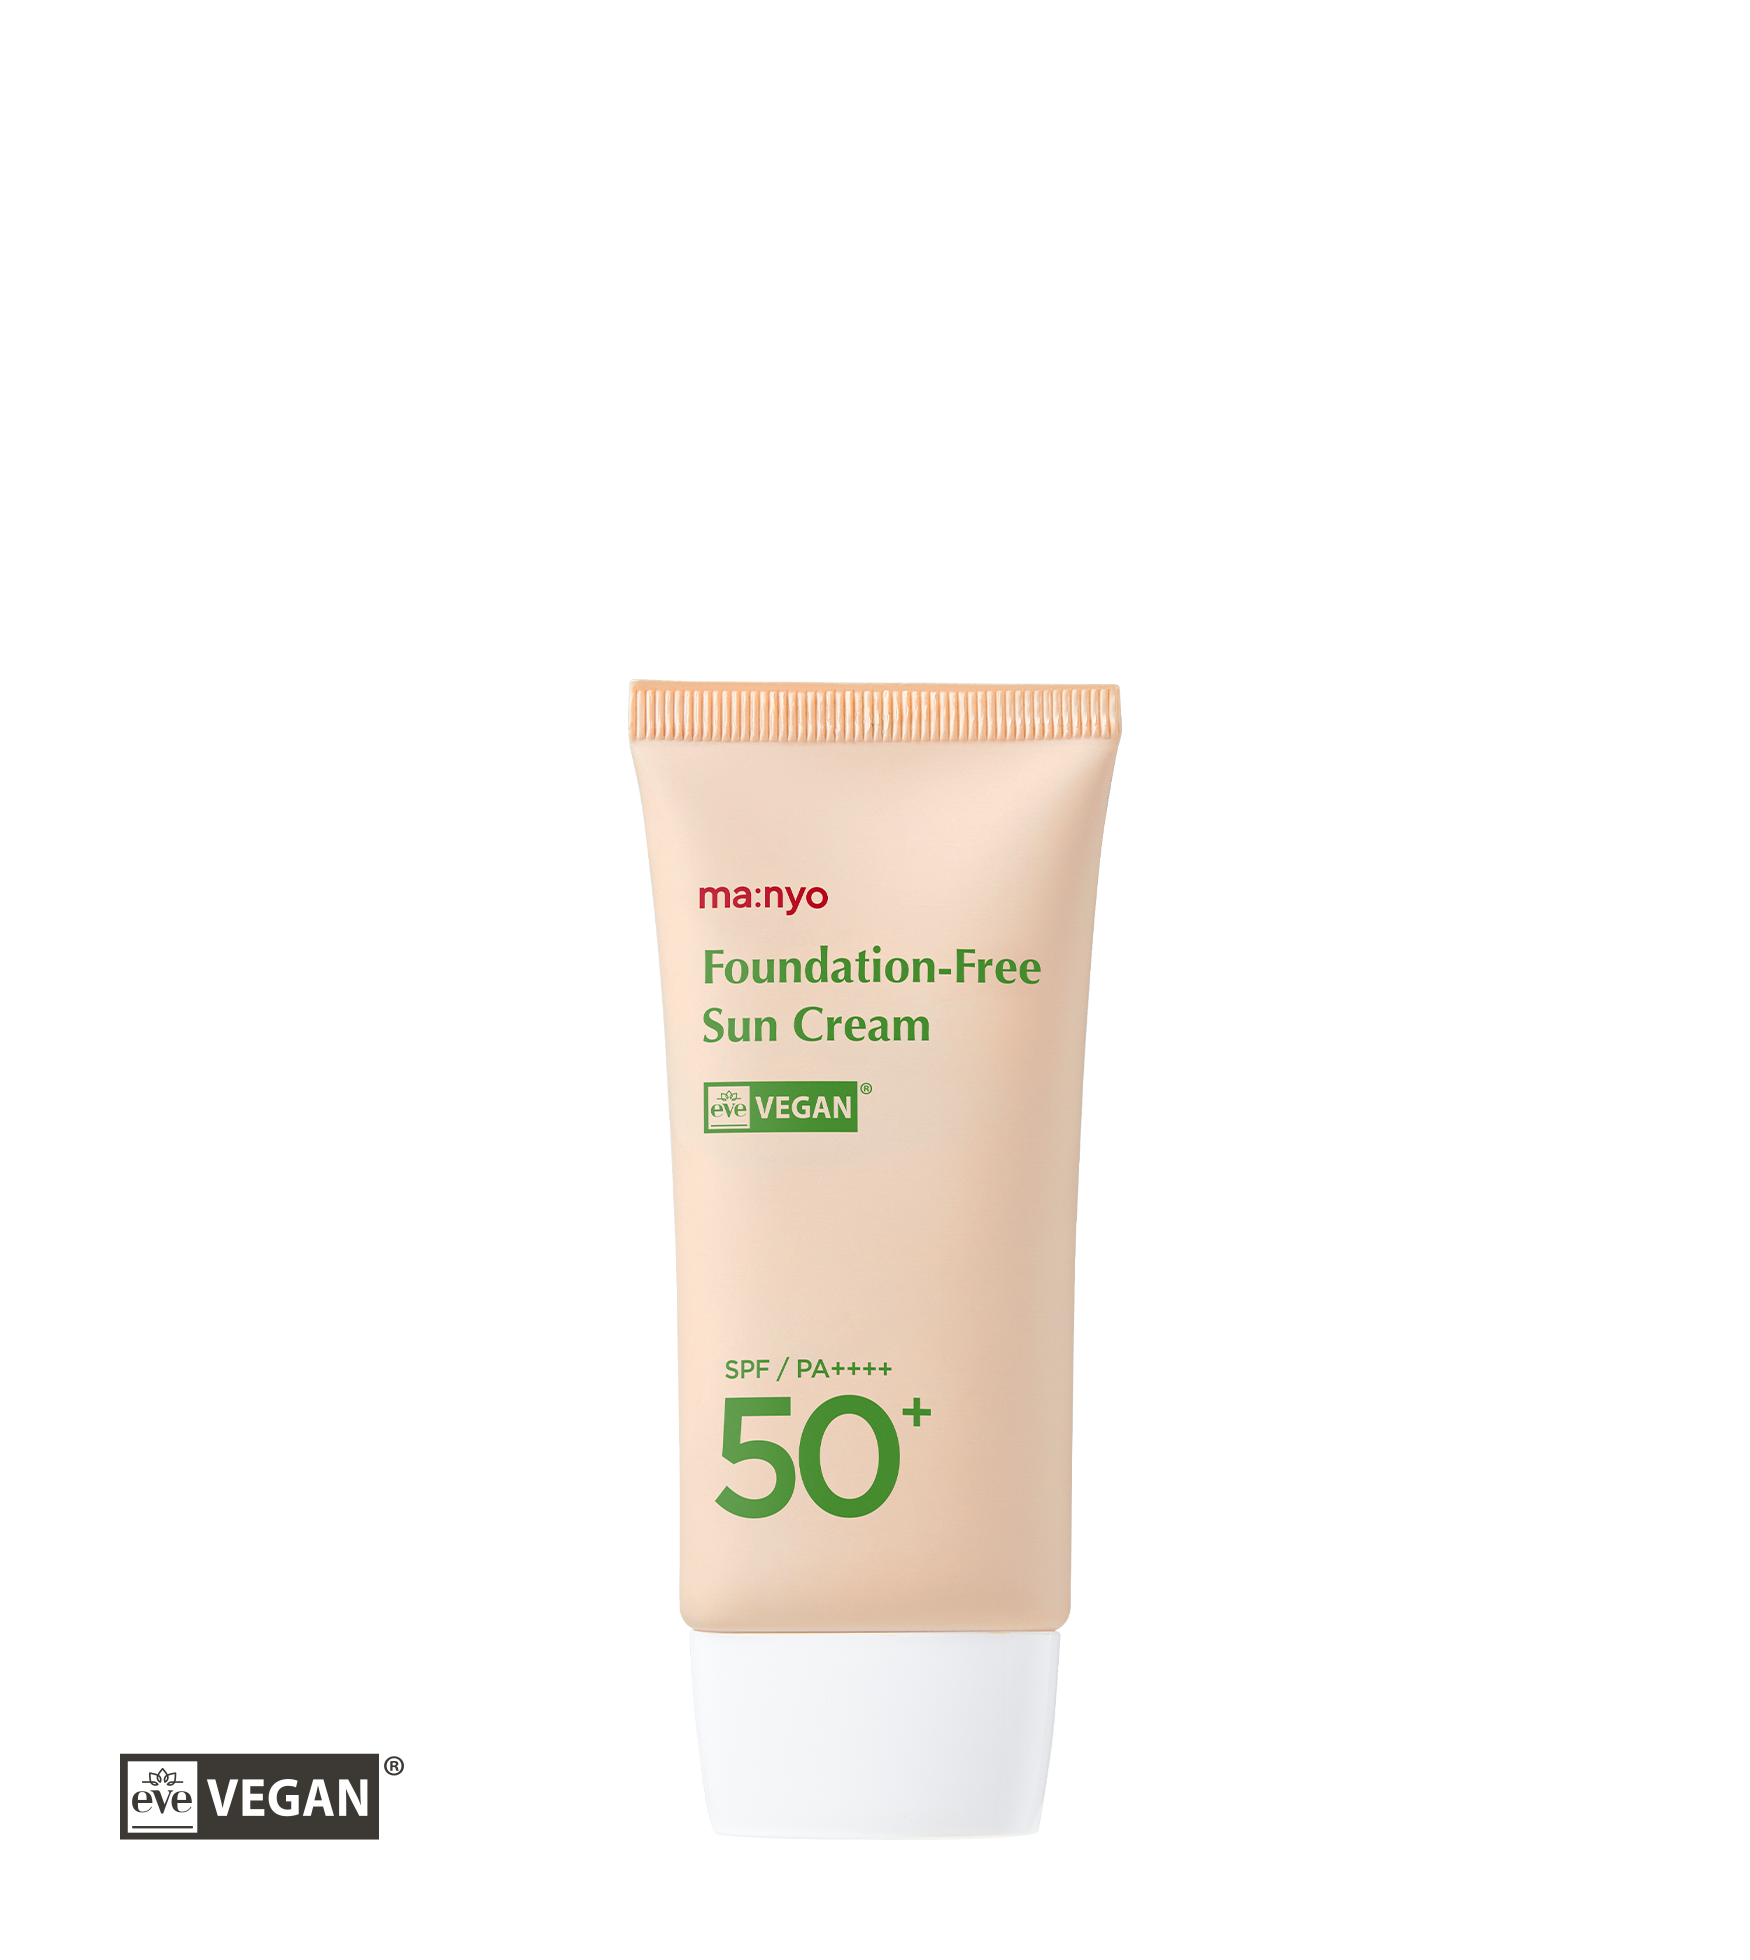 ma:nyo
Foundation-Free
Sun Cream
eve VEGAN®
SPF / PA++++
50+
eve VEGAN®